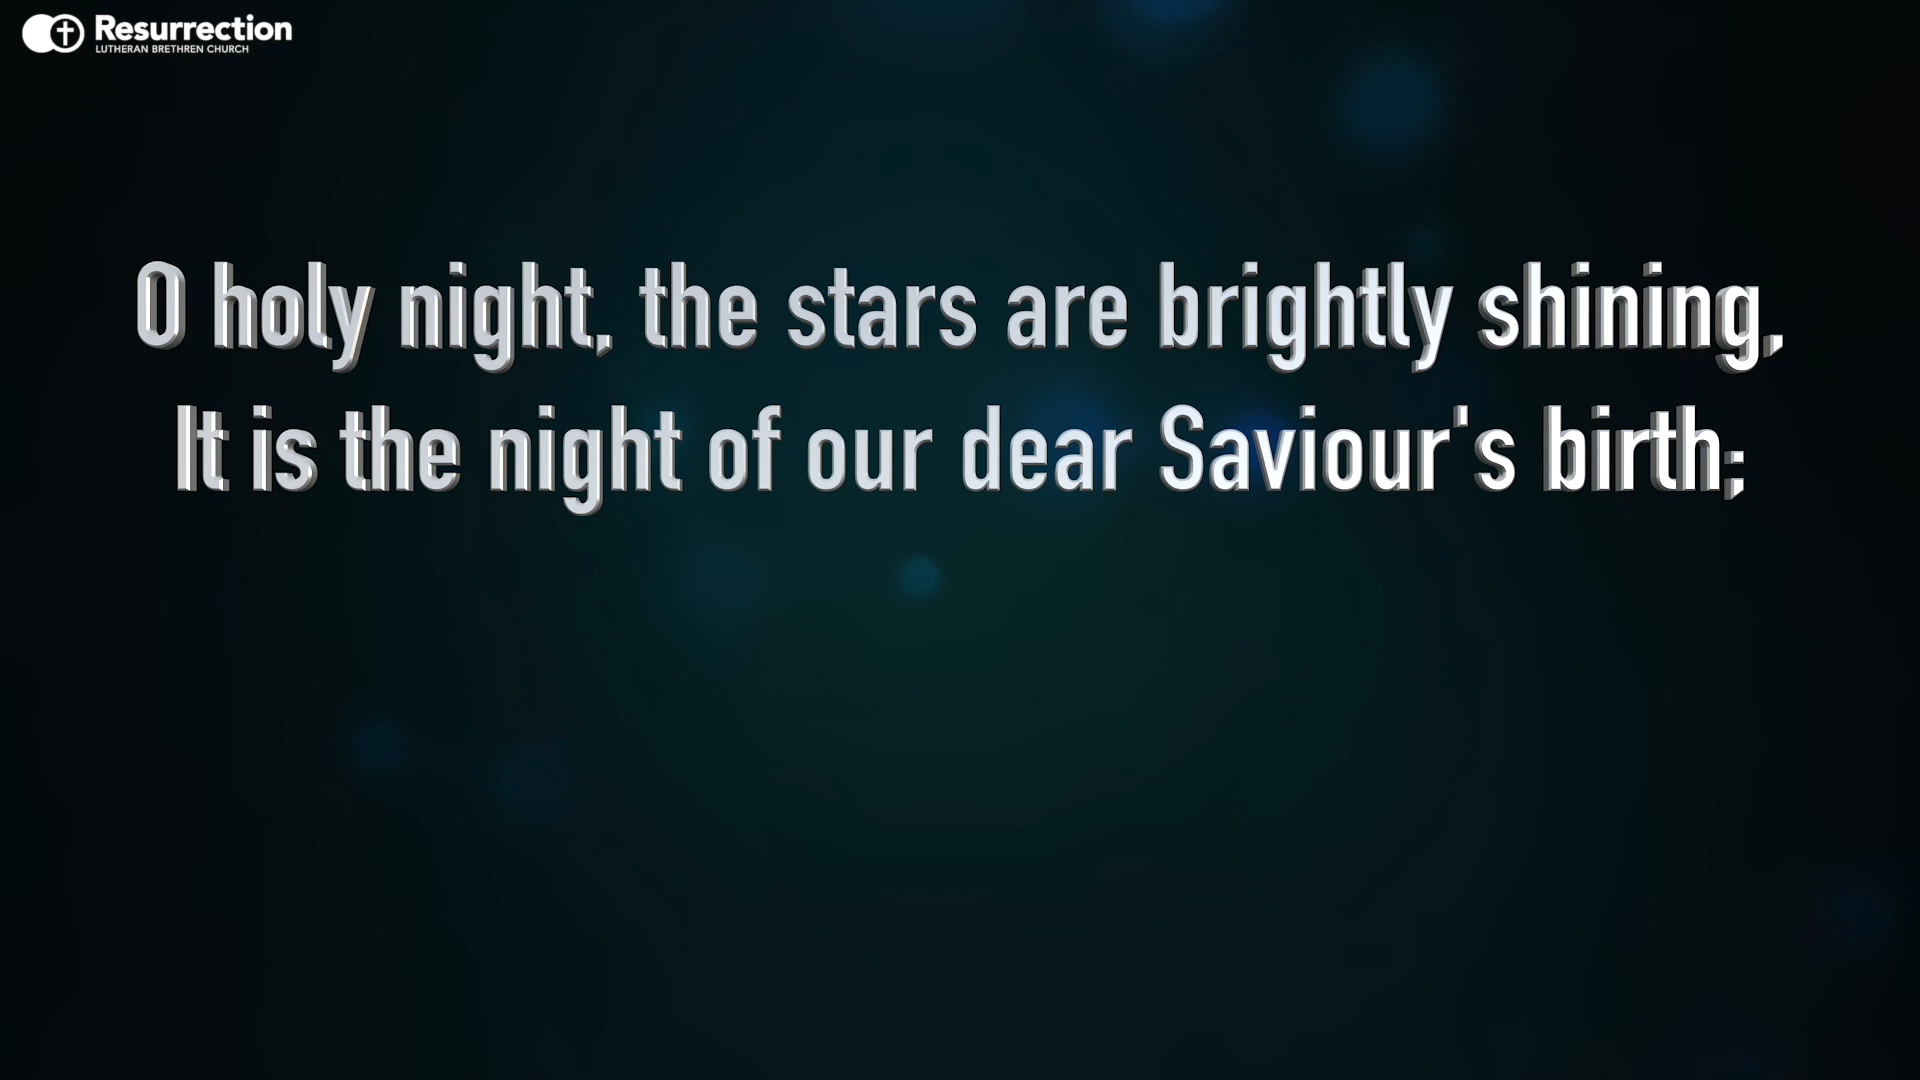 Resurrection
LUTHERAN BRETHREN CHURCH
O holy night, the stars are brightly shining,
It is the night of our dear Saviour's birth;